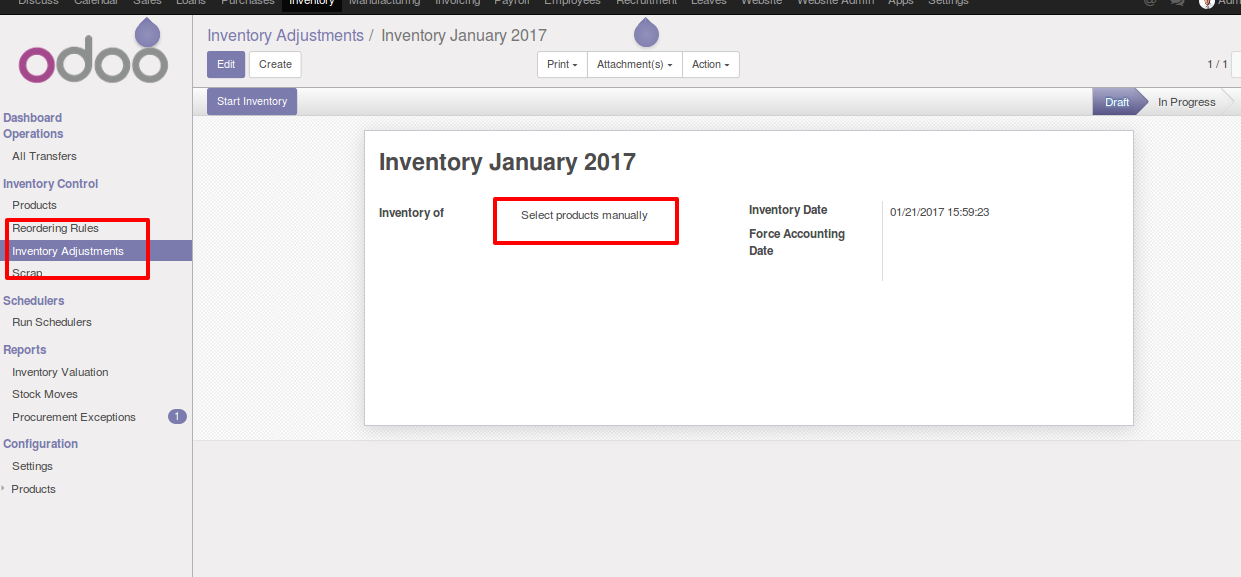 Discuss Calendar Sales Loans Purchases Inventory Manufacturing Invoicing Payroll Employees Recruitment Leaves Website Website Admin Apps Settings @
odoo
Inventory Adjustments / Inventory January 2017
Edit Create Print Attachment(s) Action 1 / 1
Start Inventory Draft In Progress
Dashboard
Operations
All Transfers
Inventory Control
Products
Reordering Rules
Inventory Adjustments
Scrap
Schedulers
Run Schedulers
Reports
Inventory Valuation
Stock Moves
Procurement Exceptions 1
Configuration
Settings
Products
Inventory January 2017
Inventory of Select products manually
Inventory Date 01/21/2017 15:59:23
Force Accounting
Date